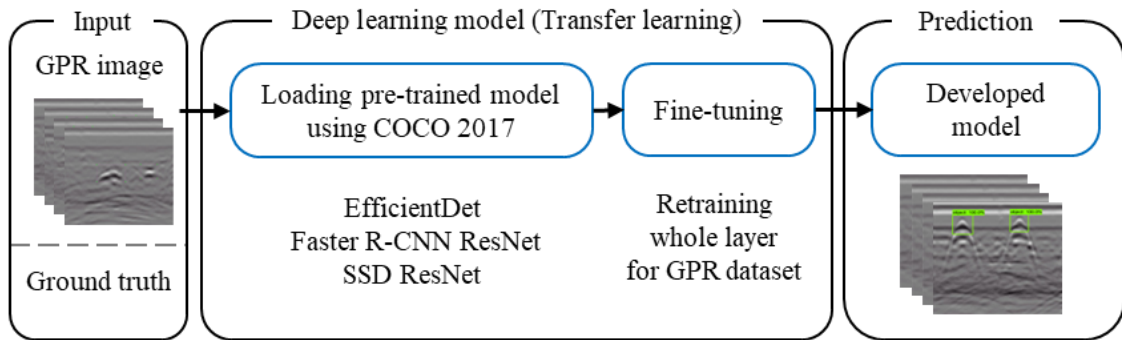 Input
GPR image
Ground truth
Deep learning model (Transfer learning)
Loading pre-trained model
using COCO 2017
EfficientDet
Faster R-CNN ResNet
SSD ResNet
Fine-tuning
Retraining
whole layer
for GPR dataset
Prediction
Developed
model